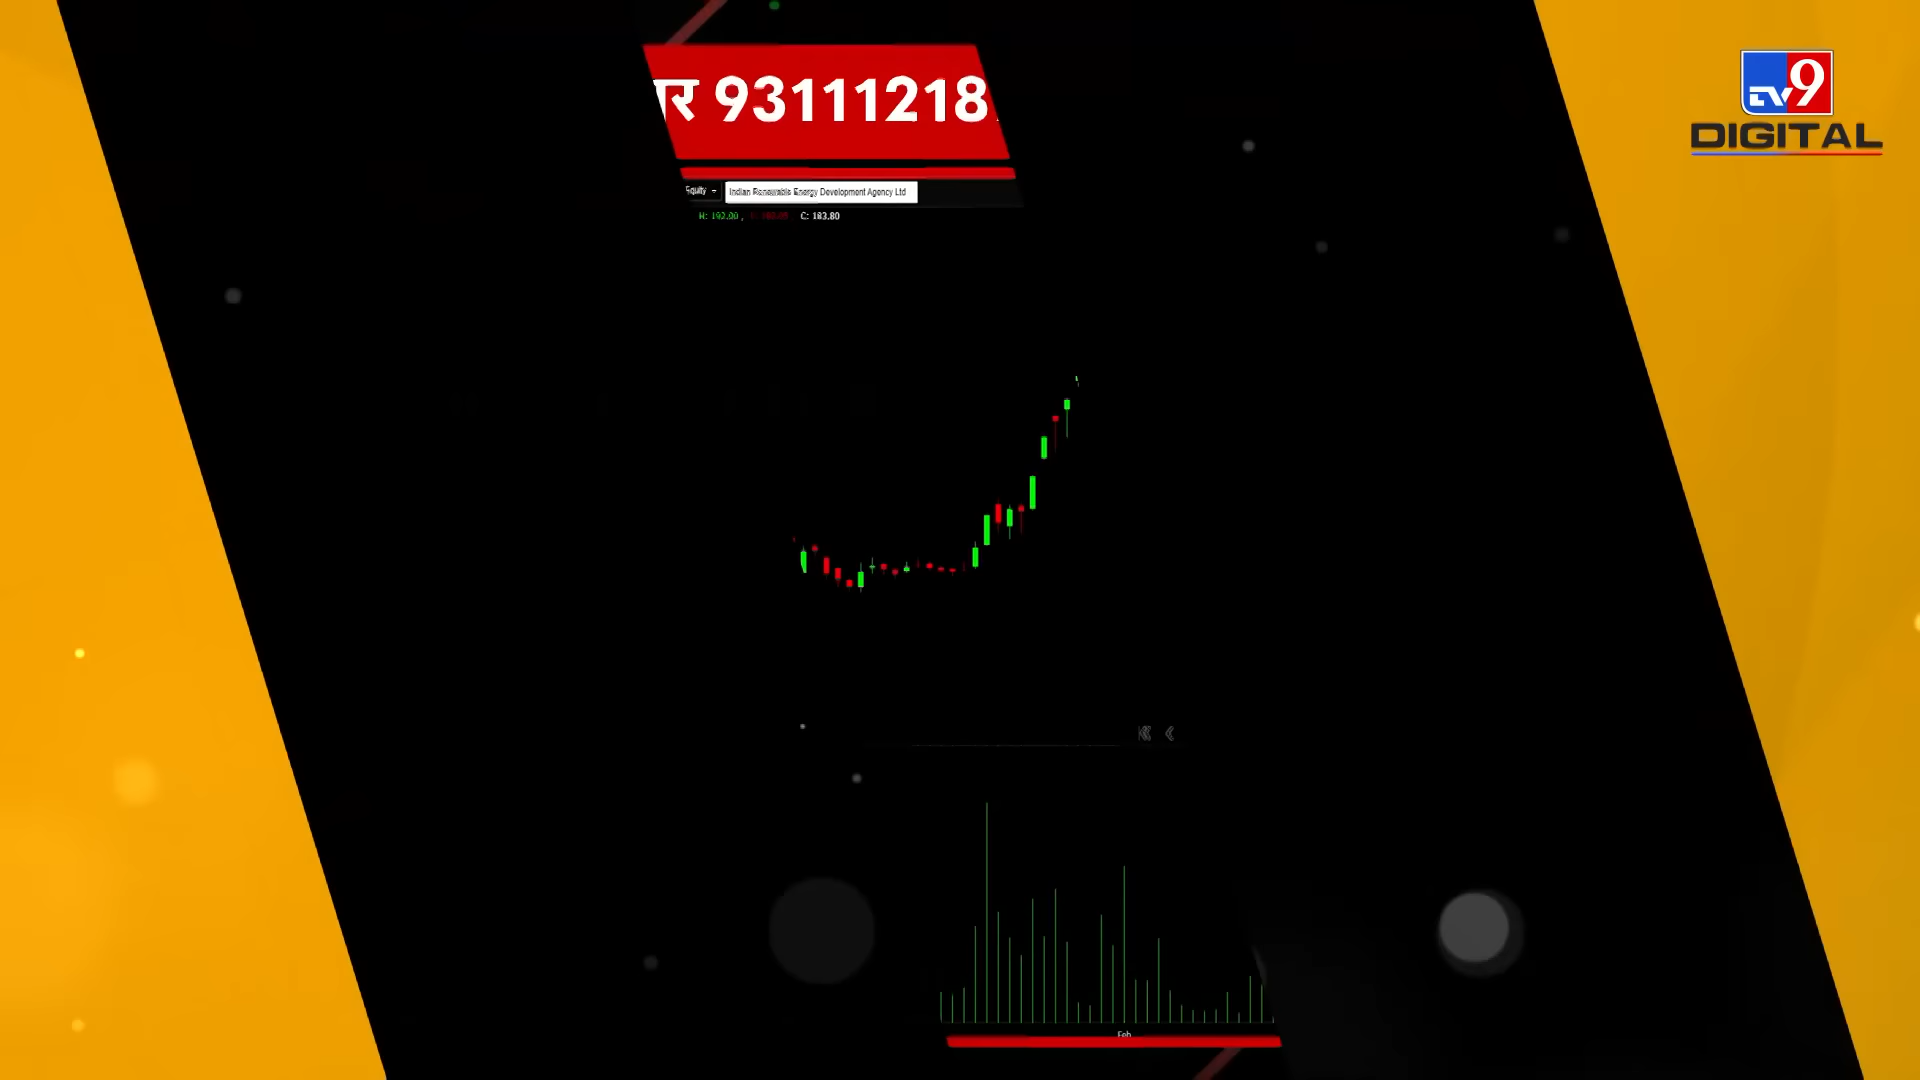 र 93111218
TV9
DIGITAL
Equity
Indian Renewable Energy Development Agency Ltd
H: 192.00, C: 183.80
Feb